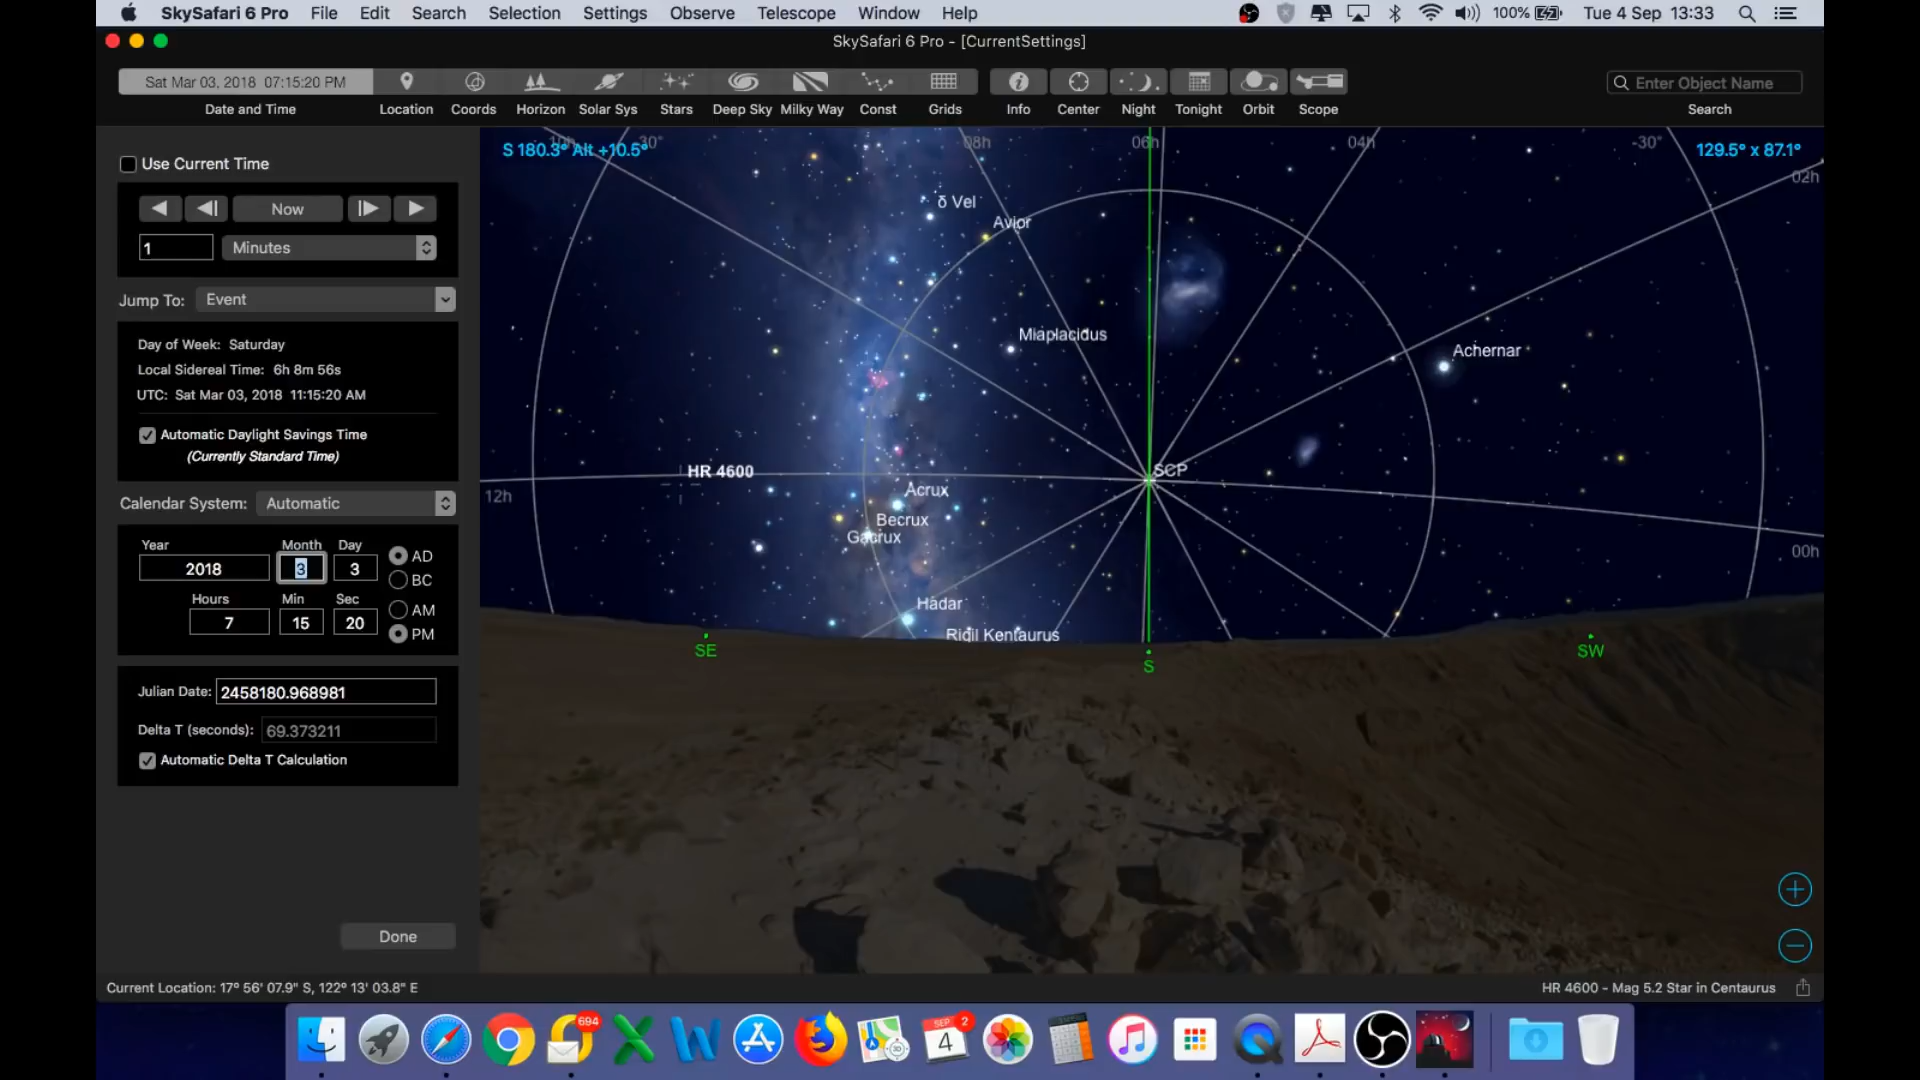 SkySafari 6 Pro File Edit Search Selection Settings Observe Telescope Window Help 100% Tue 4 Sep 13:33
SkySafari 6 Pro - [CurrentSettings]
Sat Mar 03, 2018 07:15:20 PM
Enter Object Name
Date and Time Location Coords Horizon Solar Sys Stars Deep Sky Milky Way Const Grids Info Center Night Tonight Orbit Scope Search
Use Current Time
Now
1 Minutes
Jump To: Event
Day of Week: Saturday
Local Sidereal Time: 6h 8m 56s
UTC: Sat Mar 03, 2018 11:15:20 AM
Automatic Daylight Savings Time
(Currently Standard Time)
Calendar System: Automatic
Year Month Day
2018 3 3
AD
BC
Hours Min Sec
7 15 20
AM
PM
Julian Date: 2458180.968981
Delta T (seconds): 69.373211
Automatic Delta T Calculation
Done
10h -30° 08h 06h 04h -30°
S 180.3° Alt +10.5° 129.5° x 87.1°
02h
δ Vel
Avior
Miaplacidus
Achernar
HR 4600
SCP
12h
Acrux
Becrux
Gacrux
00h
Hadar
Rigil Kentaurus
SE
S
SW
Current Location: 17° 56' 07.9" S, 122° 13' 03.8" E
HR 4600 - Mag 5.2 Star in Centaurus
694
SEP 2
4
3D